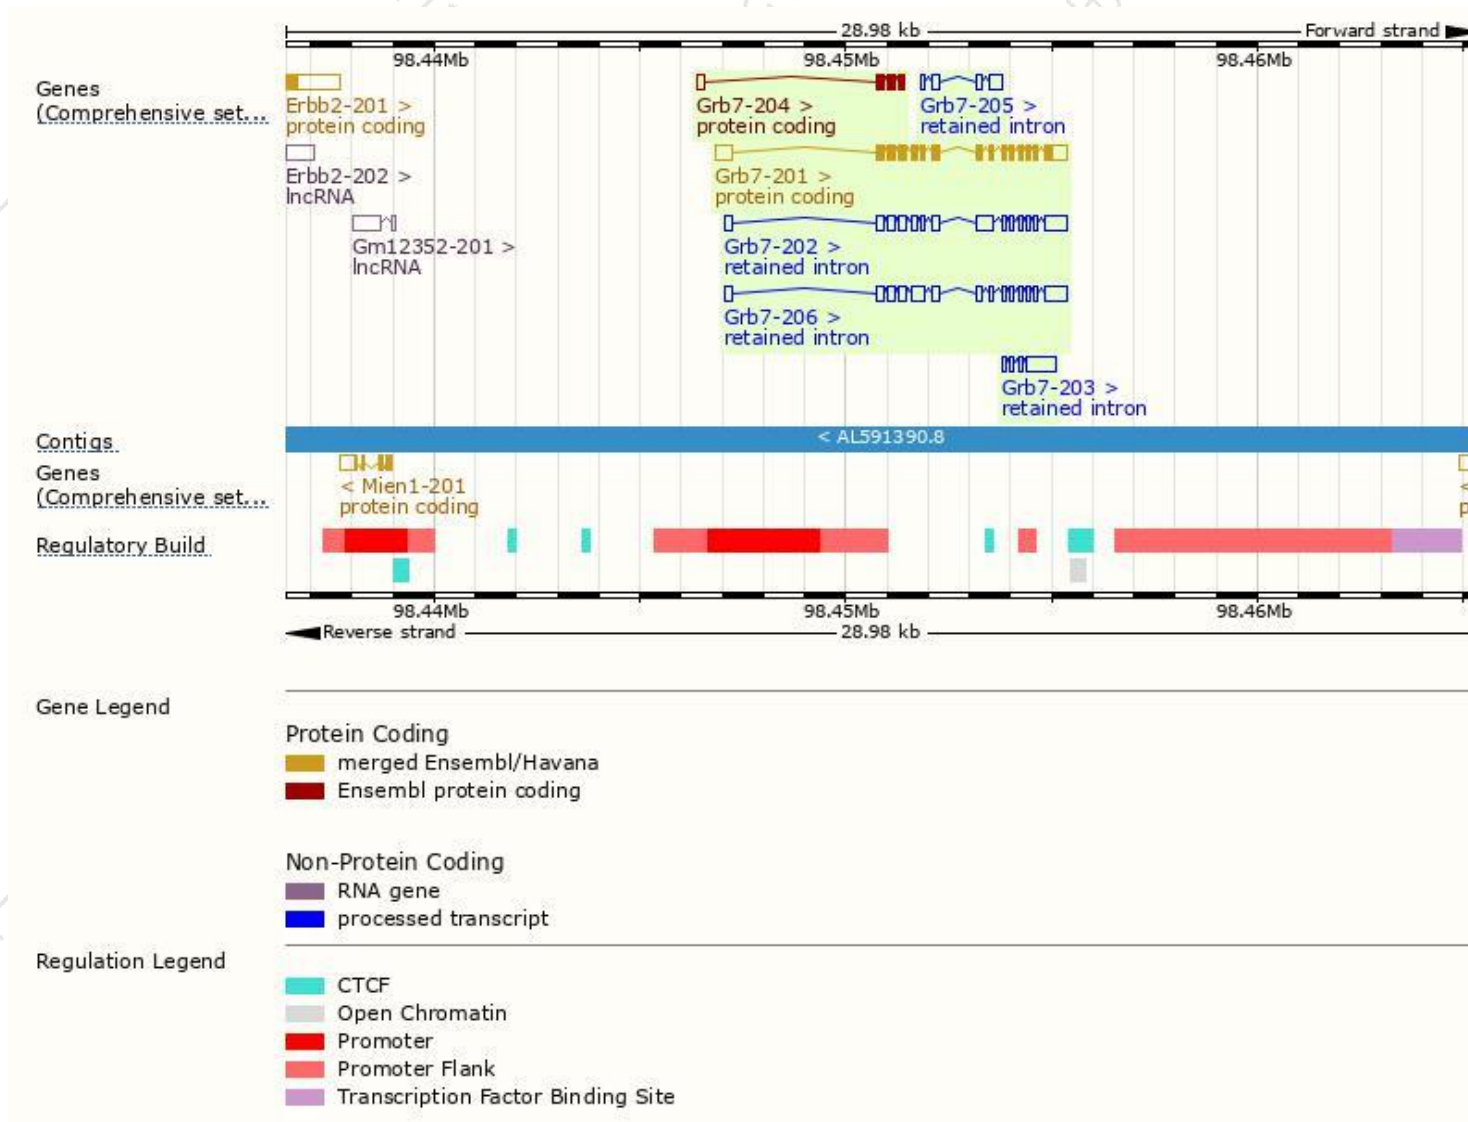 28.98 kb
Forward strand
98.44Mb 98.45Mb 98.46Mb
Genes
(Comprehensive set...
Erbb2-201 >
protein coding
Grb7-204 >
protein coding
Grb7-205 >
retained intron
Erbb2-202 >
lncRNA
Grb7-201 >
protein coding
Gm12352-201 >
lncRNA
Grb7-202 >
retained intron
Grb7-206 >
retained intron
Grb7-203 >
retained intron
Contigs
< AL591390.8
Genes
(Comprehensive set...
< Mien1-201
protein coding
<
p
Regulatory Build
98.44Mb 98.45Mb 98.46Mb
Reverse strand
28.98 kb
Gene Legend
Protein Coding
merged Ensembl/Havana
Ensembl protein coding
Non-Protein Coding
RNA gene
processed transcript
Regulation Legend
CTCF
Open Chromatin
Promoter
Promoter Flank
Transcription Factor Binding Site